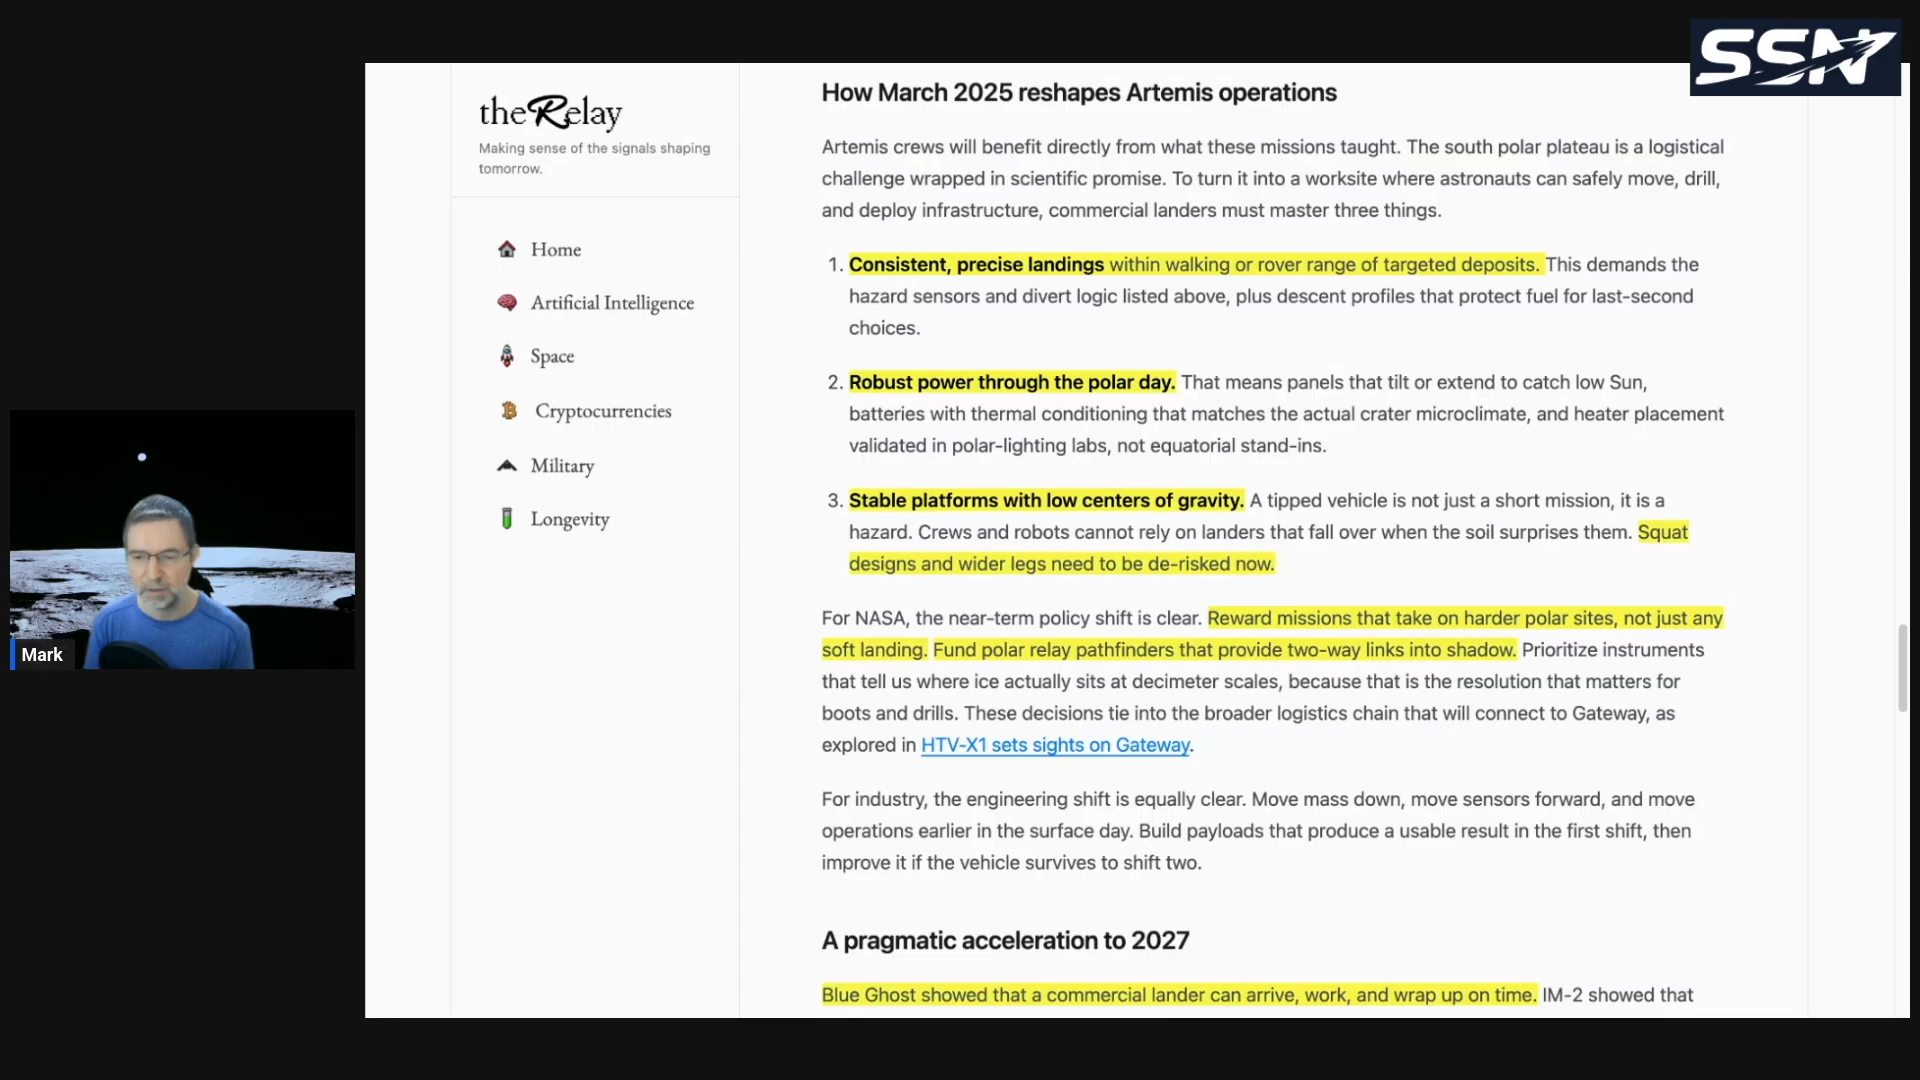 SSN
theRelay
Making sense of the signals shaping
tomorrow.
Home
Artificial Intelligence
Space
Cryptocurrencies
Military
Longevity
Mark
How March 2025 reshapes Artemis operations
Artemis crews will benefit directly from what these missions taught. The south polar plateau is a logistical
challenge wrapped in scientific promise. To turn it into a worksite where astronauts can safely move, drill,
and deploy infrastructure, commercial landers must master three things.
1. Consistent, precise landings within walking or rover range of targeted deposits. This demands the
hazard sensors and divert logic listed above, plus descent profiles that protect fuel for last-second
choices.
2. Robust power through the polar day. That means panels that tilt or extend to catch low Sun,
batteries with thermal conditioning that matches the actual crater microclimate, and heater placement
validated in polar-lighting labs, not equatorial stand-ins.
3. Stable platforms with low centers of gravity. A tipped vehicle is not just a short mission, it is a
hazard. Crews and robots cannot rely on landers that fall over when the soil surprises them. Squat
designs and wider legs need to be de-risked now.
For NASA, the near-term policy shift is clear. Reward missions that take on harder polar sites, not just any
soft landing. Fund polar relay pathfinders that provide two-way links into shadow. Prioritize instruments
that tell us where ice actually sits at decimeter scales, because that is the resolution that matters for
boots and drills. These decisions tie into the broader logistics chain that will connect to Gateway, as
explored in HTV-X1 sets sights on Gateway.
For industry, the engineering shift is equally clear. Move mass down, move sensors forward, and move
operations earlier in the surface day. Build payloads that produce a usable result in the first shift, then
improve it if the vehicle survives to shift two.
A pragmatic acceleration to 2027
Blue Ghost showed that a commercial lander can arrive, work, and wrap up on time. IM-2 showed that